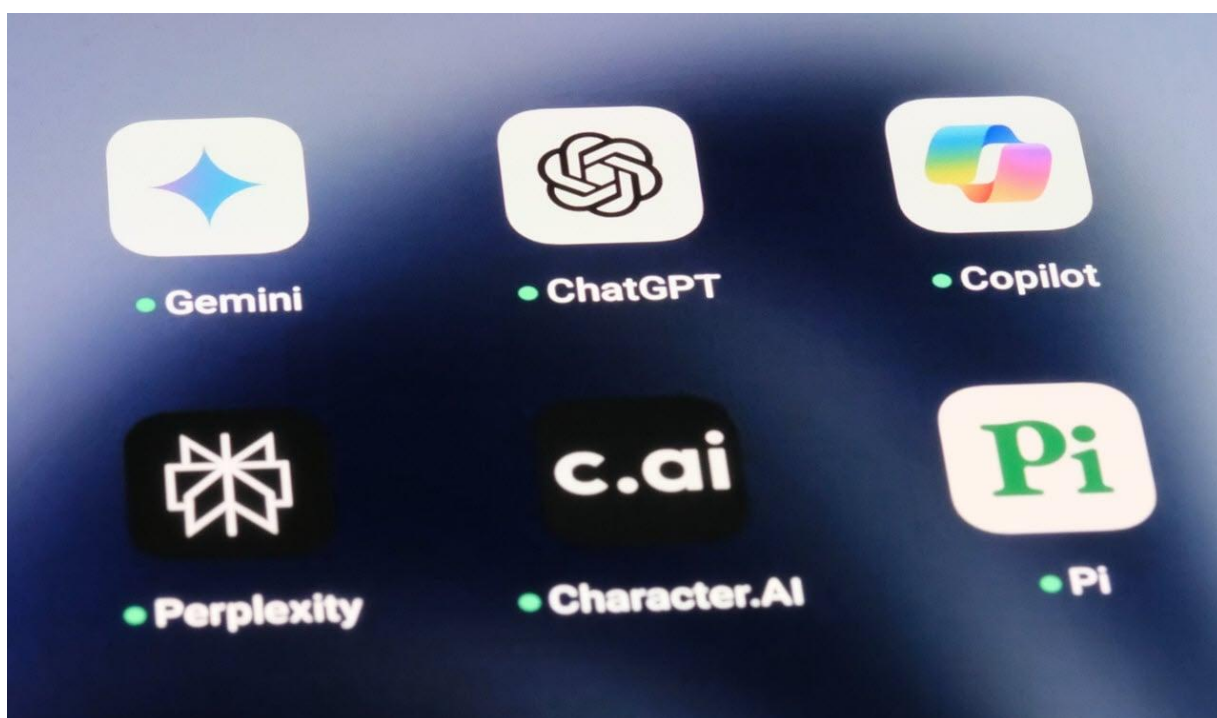 Gemini
ChatGPT
Copilot
c.ai
Pi
Perplexity
Character.AI
Pi